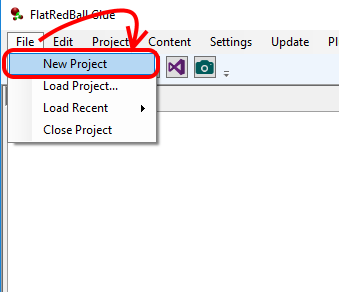 FlatRedBall Glue
File Edit Project Content Settings Update Pl
New Project
Load Project...
Load Recent
Close Project